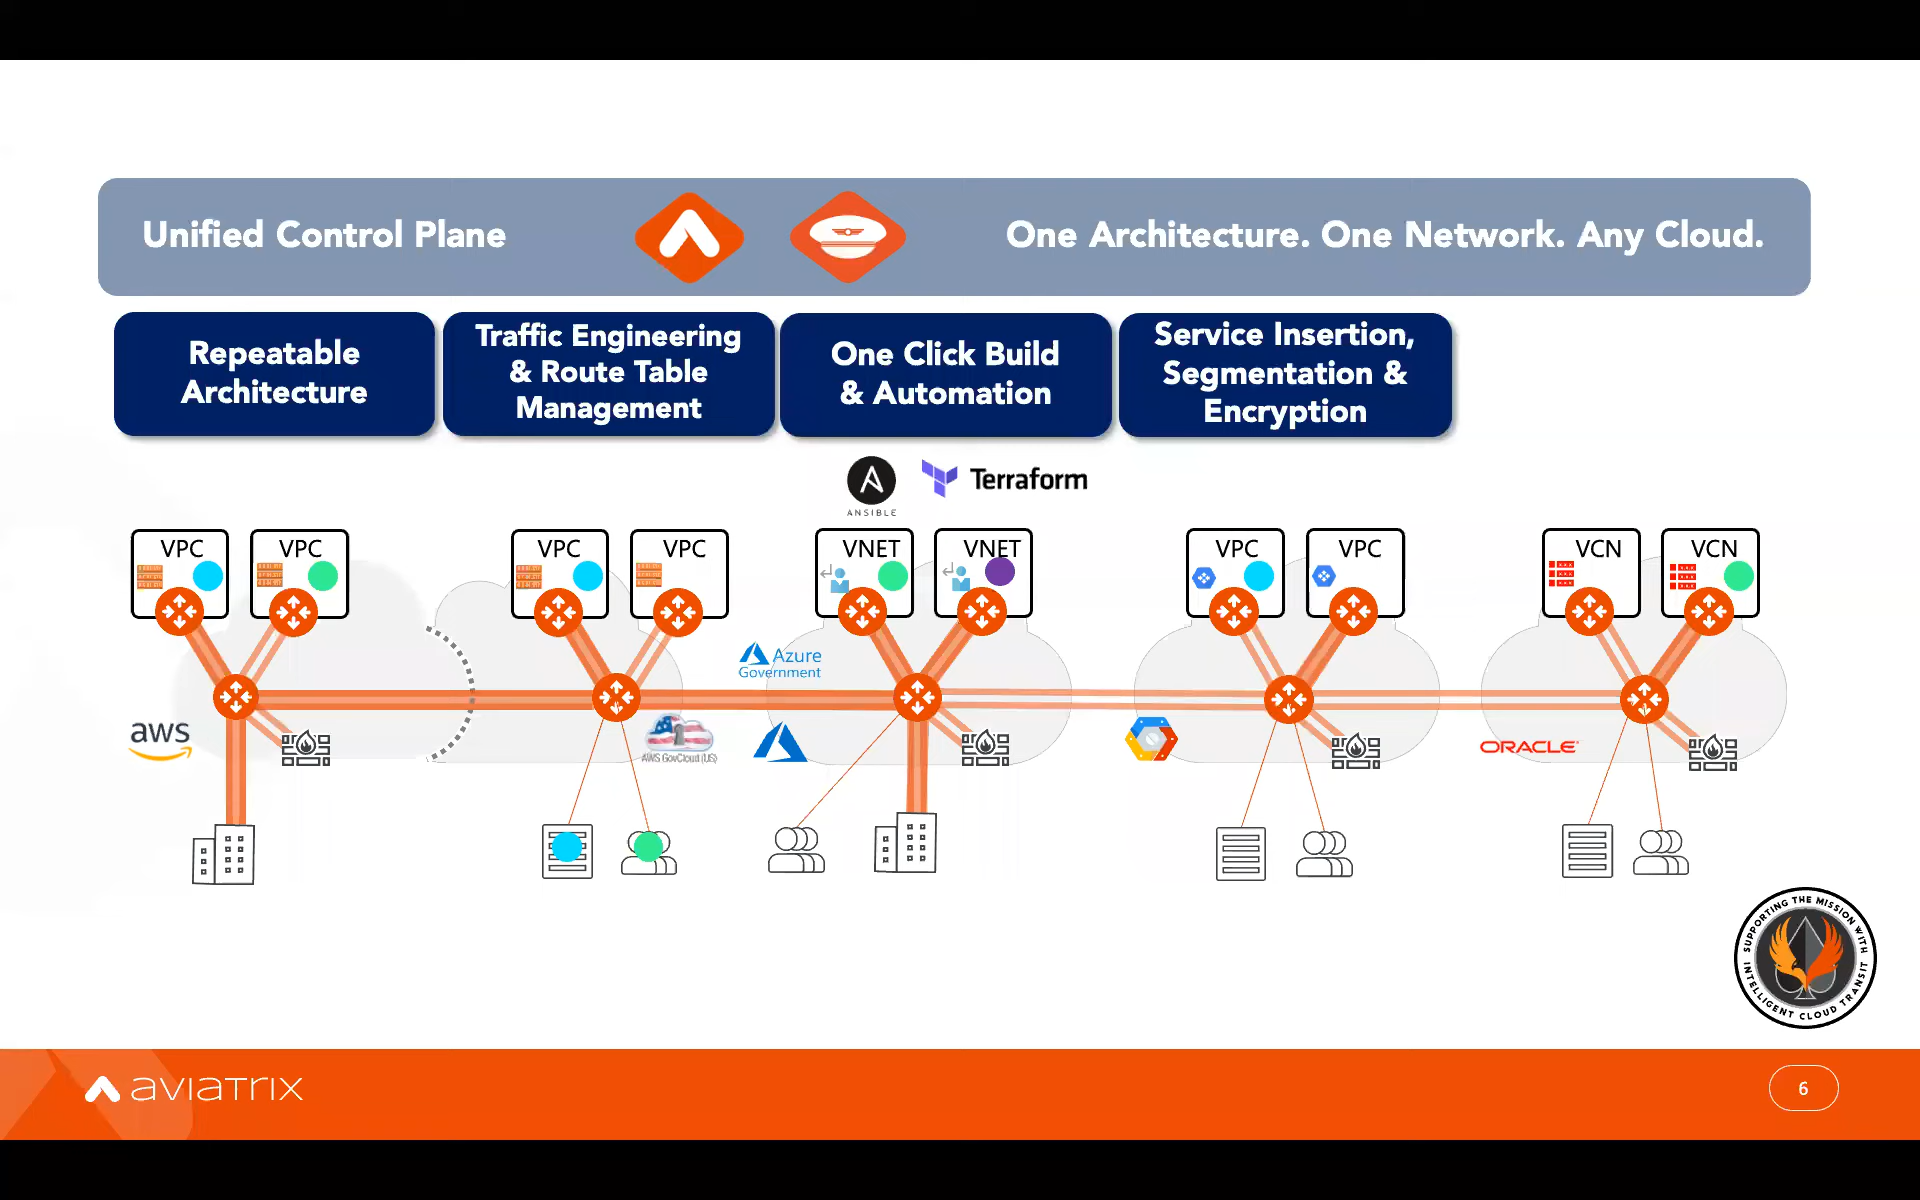 Unified Control Plane
One Architecture. One Network. Any Cloud.
Repeatable
Architecture
Traffic Engineering
& Route Table
Management
One Click Build
& Automation
Service Insertion,
Segmentation &
Encryption
ANSIBLE
Terraform
VPC
VPC
VPC
VPC
VNET
VNET
VPC
VPC
VCN
VCN
Azure
Government
aws
AWS GovCloud (US)
ORACLE
SUPPORTING THE MISSION WITH
INTELLIGENT CLOUD TRANSIT
aviatrix
6